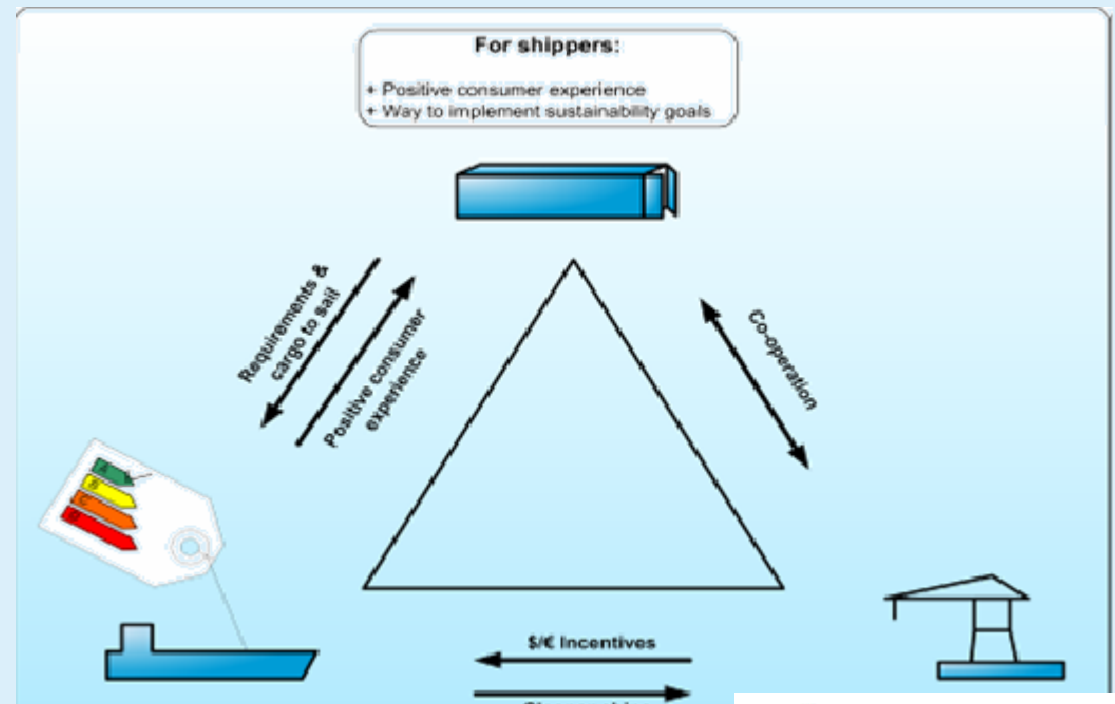 For shippers:
+ Positive consumer experience
+ Way to implement sustainability goals
Requirements &
cargo to sail
Positive consumer
experience
Co-operation
A
B
C
$/€ Incentives